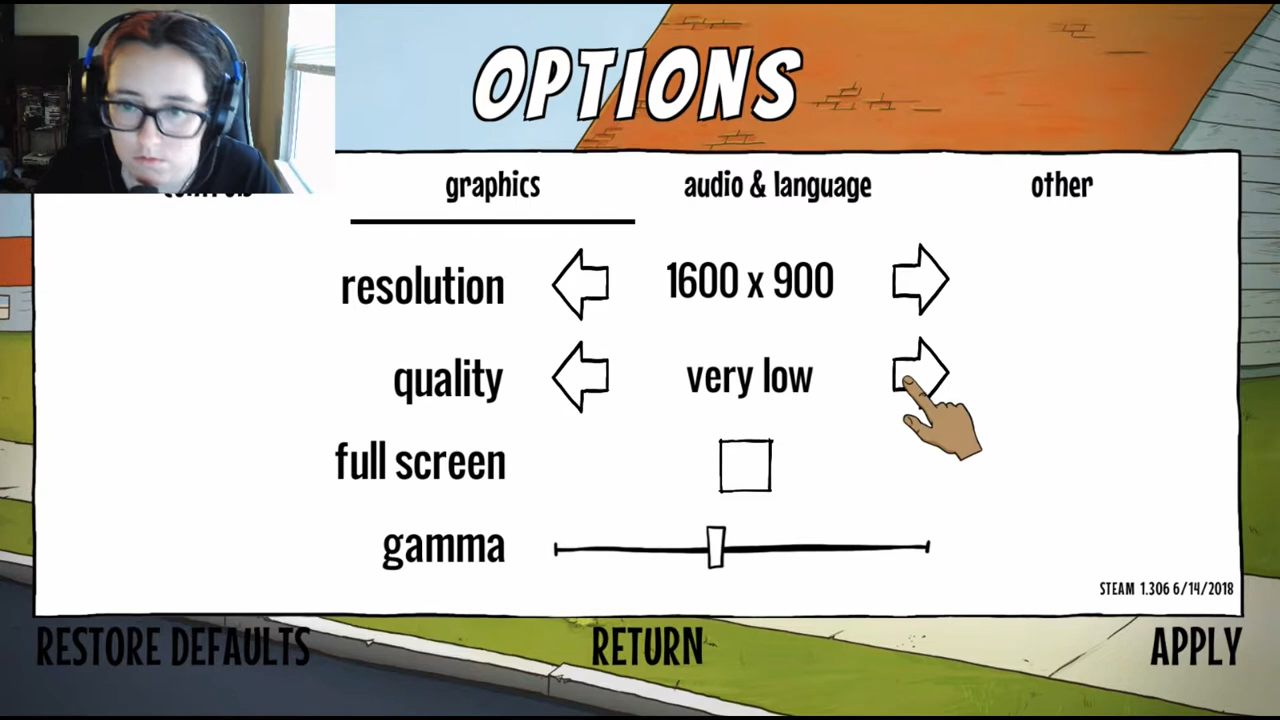 OPTIONS
graphics
audio & language
other
resolution
1600 x 900
quality
very low
full screen
gamma
STEAM 1.306 6/14/2018
RESTORE DEFAULTS
RETURN
APPLY